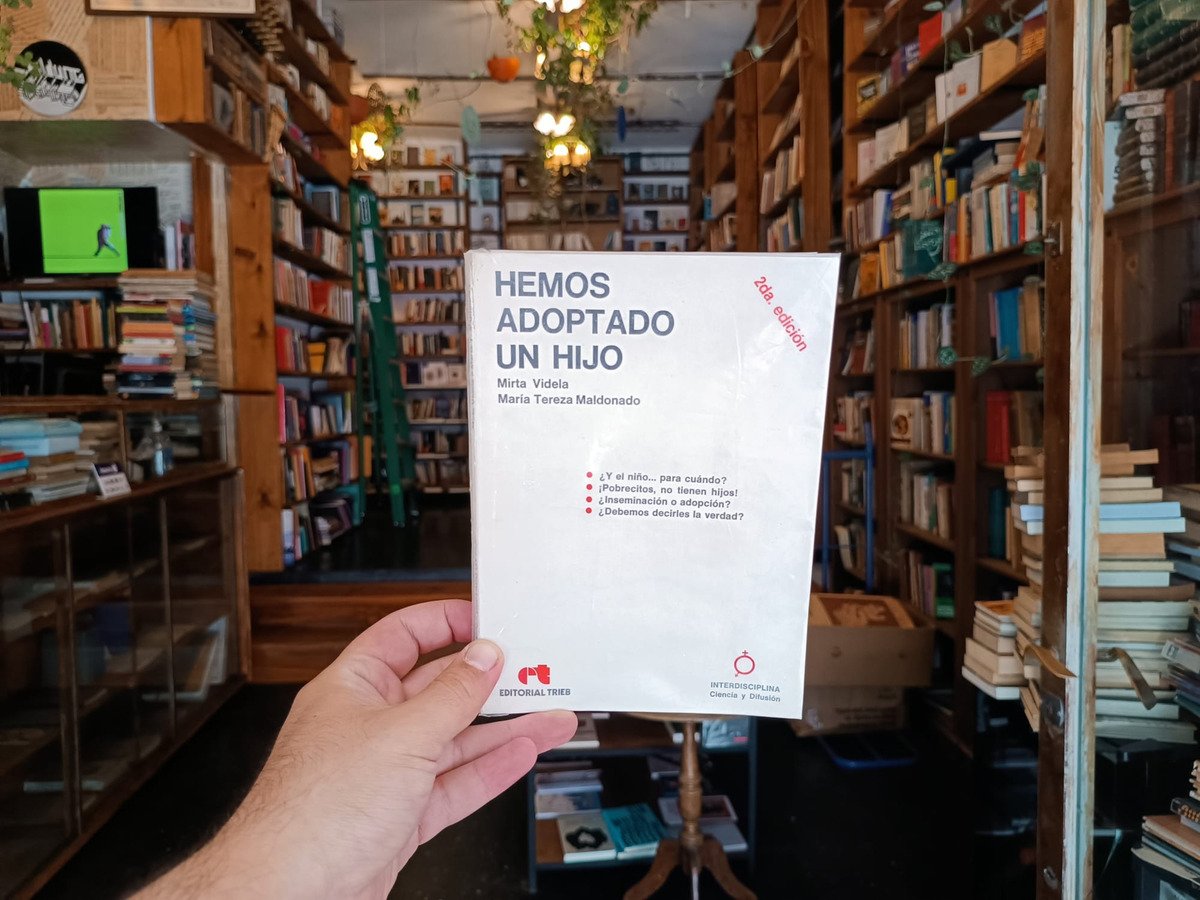 HEMOS
ADOPTADO
UN HIJO
2da. edición
Mirta Videla
María Tereza Maldonado
¿Y el niño... para cuándo?
¡Pobrecitos, no tienen hijos!
¿Inseminación o adopción?
¿Debemos decirles la verdad?
et
EDITORIAL TRIEB
INTERDISCIPLINA
Ciencia y Difusión